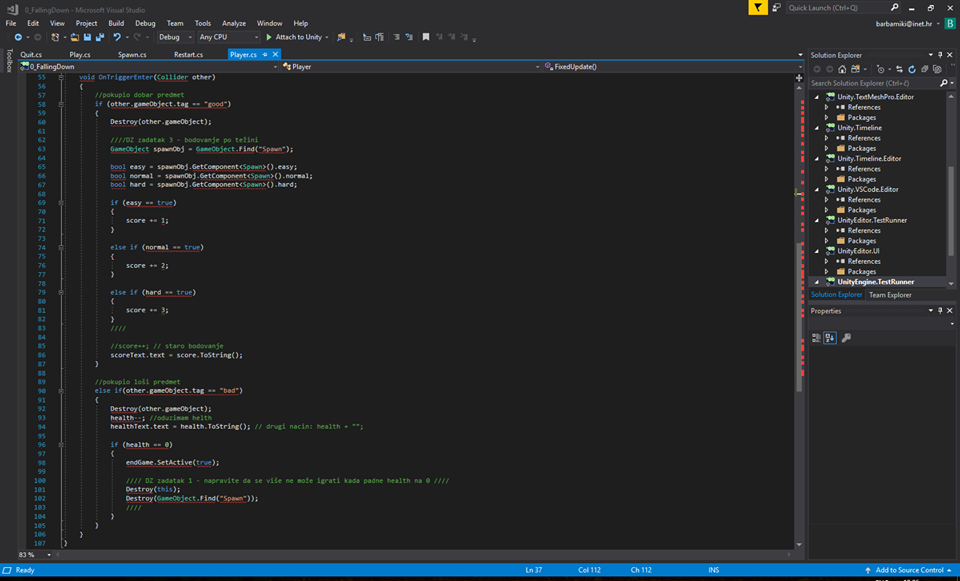 0_FallingDown - Microsoft Visual Studio
Quick Launch (Ctrl+Q)
File Edit View Project Build Debug Team Tools Analyze Window Help
barbamiki@inet.hr
B
Debug Any CPU Attach to Unity
Toolbox
Quit.cs Play.cs Spawn.cs Restart.cs Player.cs
0_FallingDown Player FixedUpdate()
55 void OnTriggerEnter(Collider other)
56 {
57 //pokupio dobar predmet
58 if (other.gameObject.tag == "good")
59 {
60 Destroy(other.gameObject);
61
62 ////DZ zadatak 3 - bodovanje po težini
63 GameObject spawnObj = GameObject.Find("Spawn");
64
65 bool easy = spawnObj.GetComponent<Spawn>().easy;
66 bool normal = spawnObj.GetComponent<Spawn>().normal;
67 bool hard = spawnObj.GetComponent<Spawn>().hard;
68
69 if (easy == true)
70 {
71 score += 1;
72 }
73
74 else if (normal == true)
75 {
76 score += 2;
77 }
78
79 else if (hard == true)
80 {
81 score += 3;
82 }
83 ////
84
85 //score++; // staro bodovanje
86 scoreText.text = score.ToString();
87 }
88
89 //pokupio loši predmet
90 else if(other.gameObject.tag == "bad")
91 {
92 Destroy(other.gameObject);
93 health--; //oduzimam helth
94 healthText.text = health.ToString(); // drugi nacin: health + "";
95
96 if (health == 0)
97 {
98 endGame.SetActive(true);
99
100 //// DZ zadatak 1 - napravite da se više ne može igrati kada padne health na 0 ////
101 Destroy(this);
102 Destroy(GameObject.Find("Spawn"));
103 ////
104 }
105 }
106 }
107 }
83 %
Solution Explorer
Search Solution Explorer (Ctrl+č)
Unity.TextMeshPro.Editor
References
Packages
Unity.Timeline
References
Packages
Unity.Timeline.Editor
References
Packages
Unity.VSCode.Editor
References
Packages
UnityEditor.TestRunner
References
Packages
UnityEditor.UI
References
Packages
UnityEngine.TestRunner
Solution Explorer Team Explorer
Properties
Ready Ln 37 Col 112 Ch 112 INS Add to Source Control